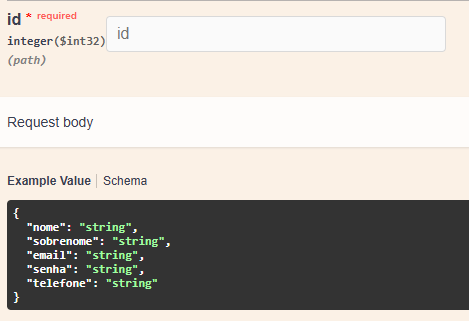 id * required
integer($int32)
id
(path)
Request body
Example Value Schema
{
"nome": "string",
"sobrenome": "string",
"email": "string",
"senha": "string",
"telefone": "string"
}